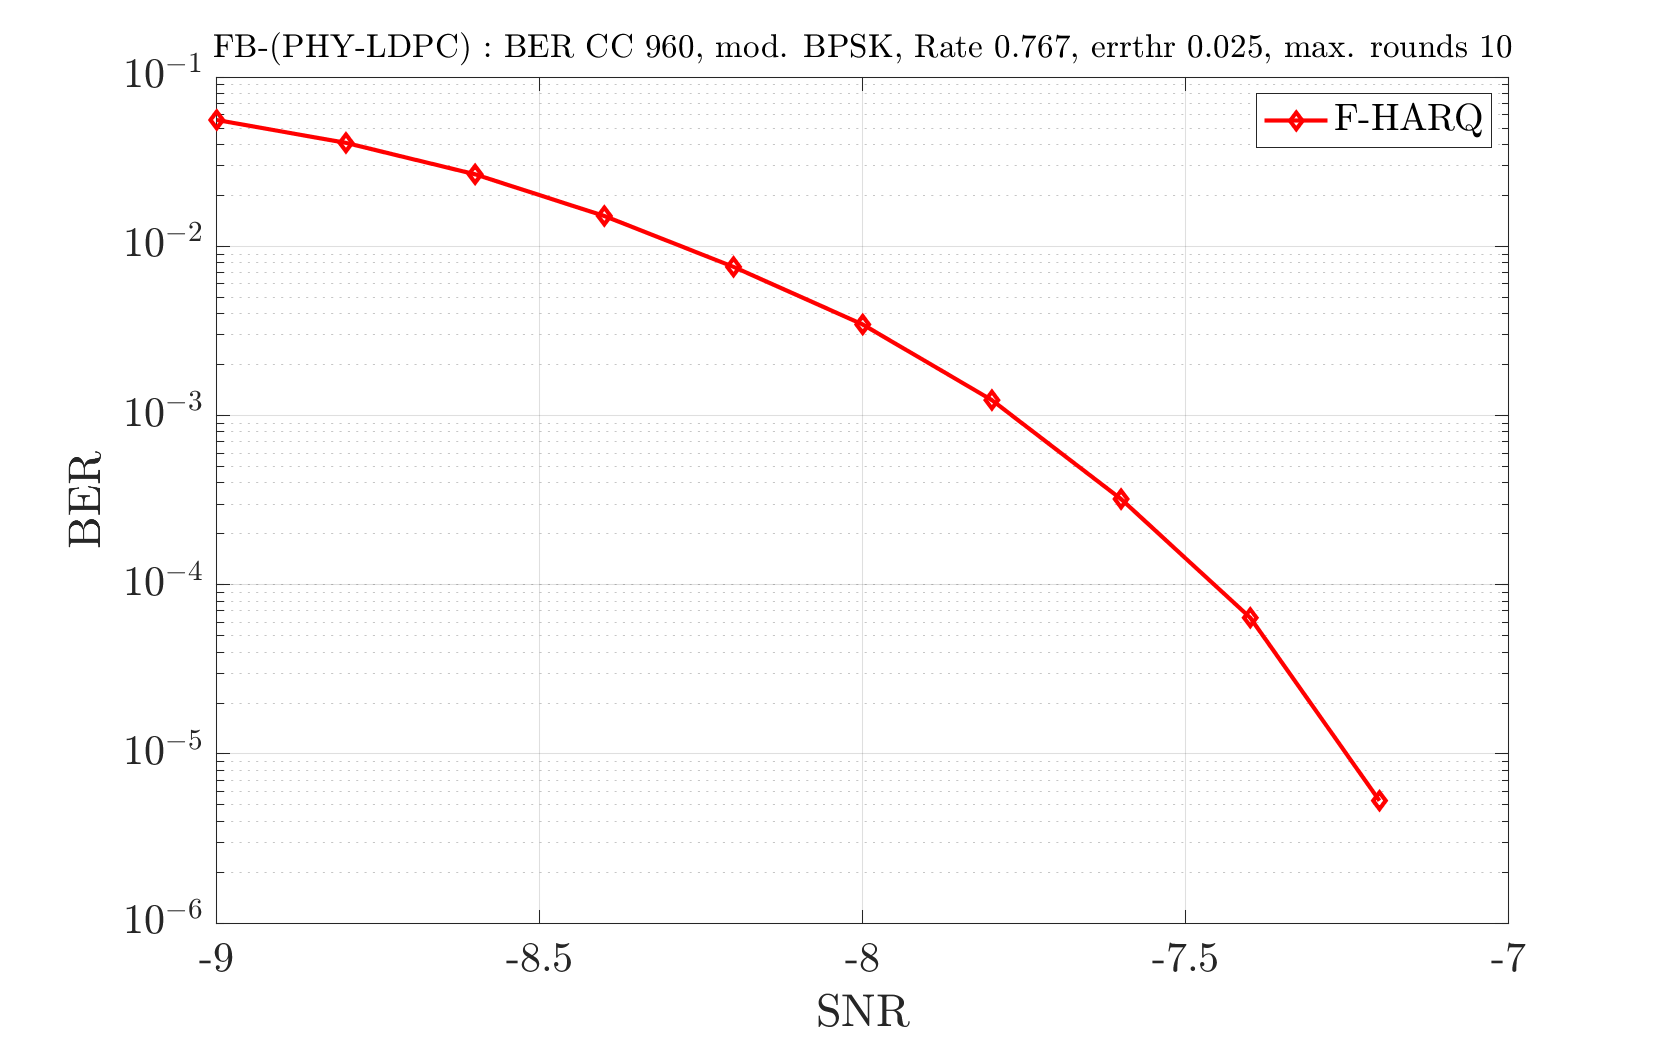 FB-(PHY-LDPC) : BER CC 960, mod. BPSK, Rate 0.767, errthr 0.025, max. rounds 10
F-HARQ
10^{-1}
10^{-2}
10^{-3}
10^{-4}
10^{-5}
10^{-6}
BER
-9 -8.5 -8 -7.5 -7
SNR